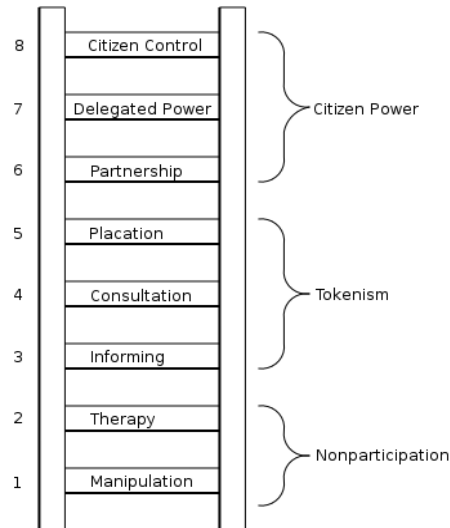 8 Citizen Control
7 Delegated Power
Citizen Power
6 Partnership
5 Placation
4 Consultation
Tokenism
3 Informing
2 Therapy
Nonparticipation
1 Manipulation